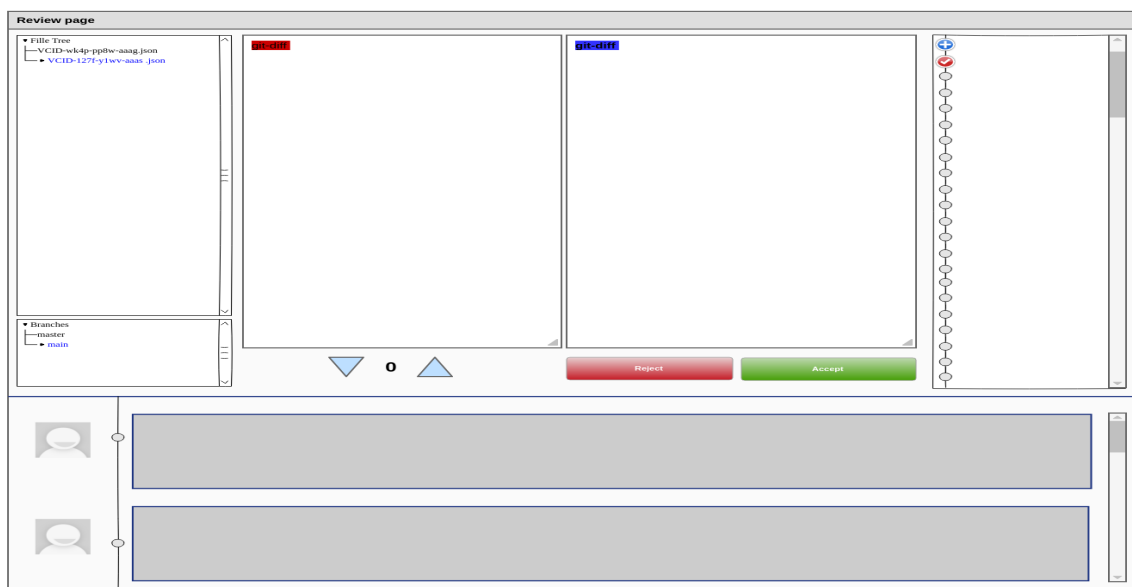 Review page
Fille Tree
VCID-wk4p-pp8w-aaag.json
VCID-127f-y1wv-aaas .json
Branches
master
main
git-diff
git-diff
0
Reject
Accept